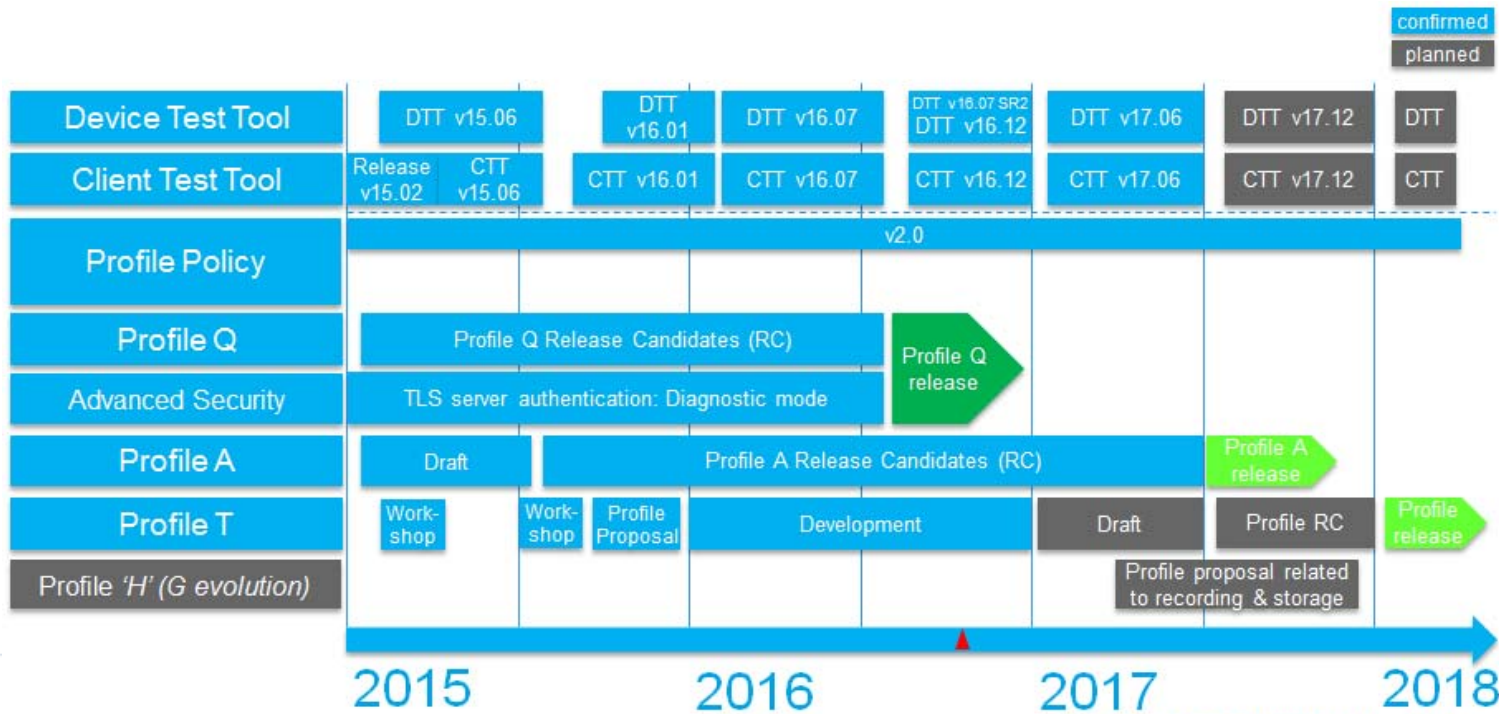 confirmed
planned
Device Test Tool
DTT v15.06
DTT
v16.01
DTT v16.07
DTT v16.07 SR2
DTT v16.12
DTT v17.06
DTT v17.12
DTT
Client Test Tool
Release
v15.02
CTT
v15.06
CTT v16.01
CTT v16.07
CTT v16.12
CTT v17.06
CTT v17.12
CTT
Profile Policy
v2.0
Profile Q
Profile Q Release Candidates (RC)
Profile Q
release
Advanced Security
TLS server authentication: Diagnostic mode
Profile A
Draft
Profile A Release Candidates (RC)
Profile A
release
Profile T
Work-
shop
Work-
shop
Profile
Proposal
Development
Draft
Profile RC
Profile
release
Profile 'H' (G evolution)
Profile proposal related
to recording & storage
2015
2016
2017
2018